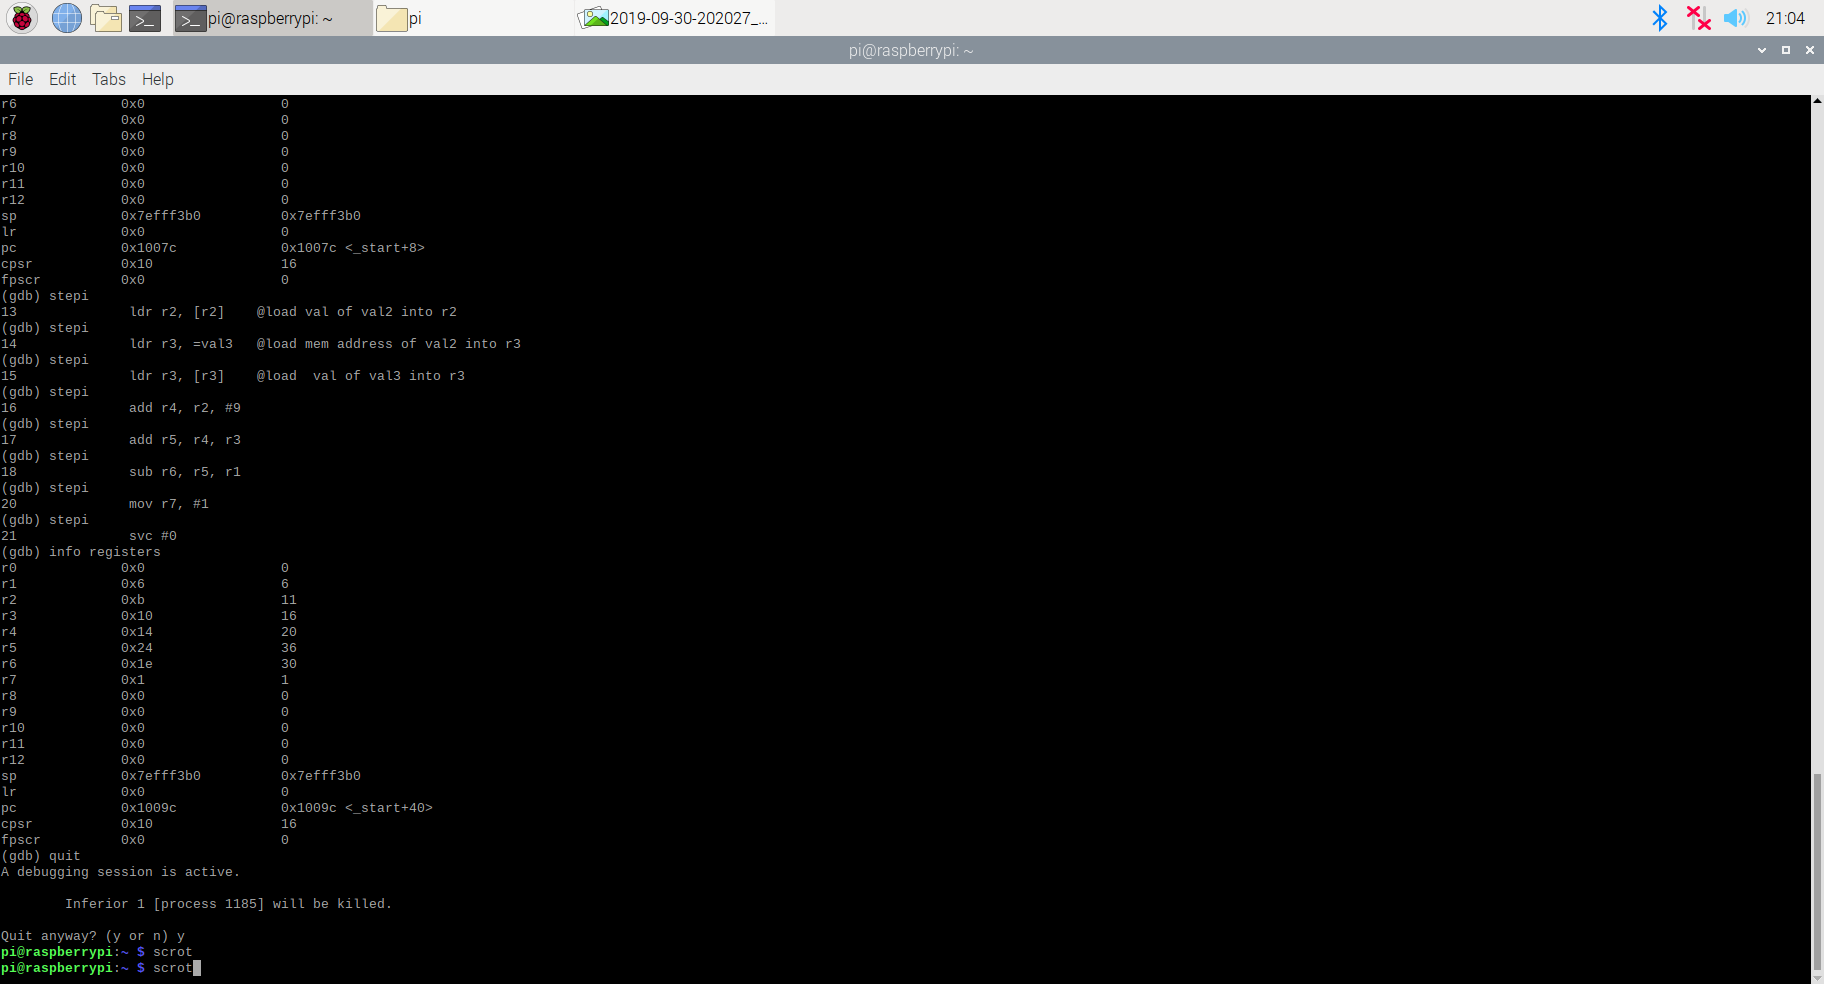 pi@raspberrypi: ~ pi 2019-09-30-202027_... 21:04
pi@raspberrypi: ~
File Edit Tabs Help
r6 0x0 0
r7 0x0 0
r8 0x0 0
r9 0x0 0
r10 0x0 0
r11 0x0 0
r12 0x0 0
sp 0x7efff3b0 0x7efff3b0
lr 0x0 0
pc 0x1007c 0x1007c <_start+8>
cpsr 0x10 16
fpscr 0x0 0
(gdb) stepi
13 ldr r2, [r2] @load val of val2 into r2
(gdb) stepi
14 ldr r3, =val3 @load mem address of val2 into r3
(gdb) stepi
15 ldr r3, [r3] @load  val of val3 into r3
(gdb) stepi
16 add r4, r2, #9
(gdb) stepi
17 add r5, r4, r3
(gdb) stepi
18 sub r6, r5, r1
(gdb) stepi
20 mov r7, #1
(gdb) stepi
21 svc #0
(gdb) info registers
r0 0x0 0
r1 0x6 6
r2 0xb 11
r3 0x10 16
r4 0x14 20
r5 0x24 36
r6 0x1e 30
r7 0x1 1
r8 0x0 0
r9 0x0 0
r10 0x0 0
r11 0x0 0
r12 0x0 0
sp 0x7efff3b0 0x7efff3b0
lr 0x0 0
pc 0x1009c 0x1009c <_start+40>
cpsr 0x10 16
fpscr 0x0 0
(gdb) quit
A debugging session is active.
Inferior 1 [process 1185] will be killed.
Quit anyway? (y or n) y
pi@raspberrypi:~ $ scrot
pi@raspberrypi:~ $ scrot